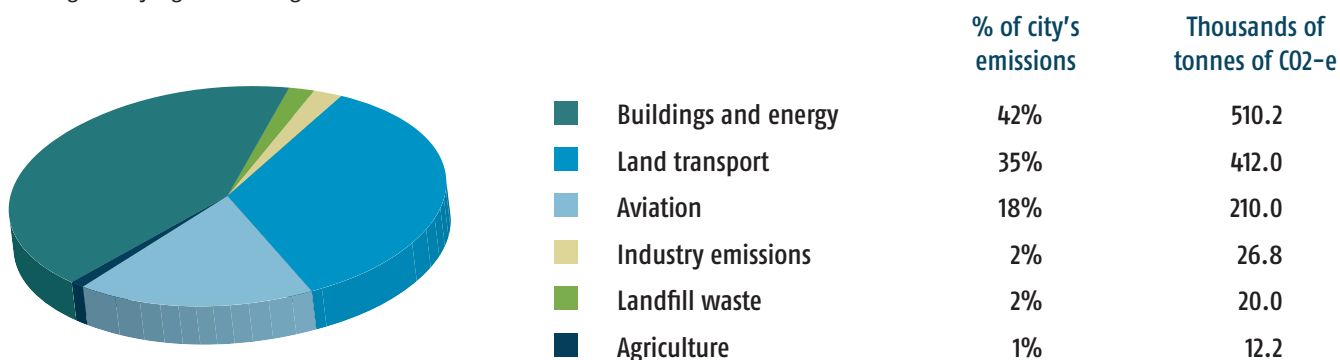 % of city's Thousands of
emissions tonnes of CO2-e
Buildings and energy 42% 510.2
Land transport 35% 412.0
Aviation 18% 210.0
Industry emissions 2% 26.8
Landfill waste 2% 20.0
Agriculture 1% 12.2